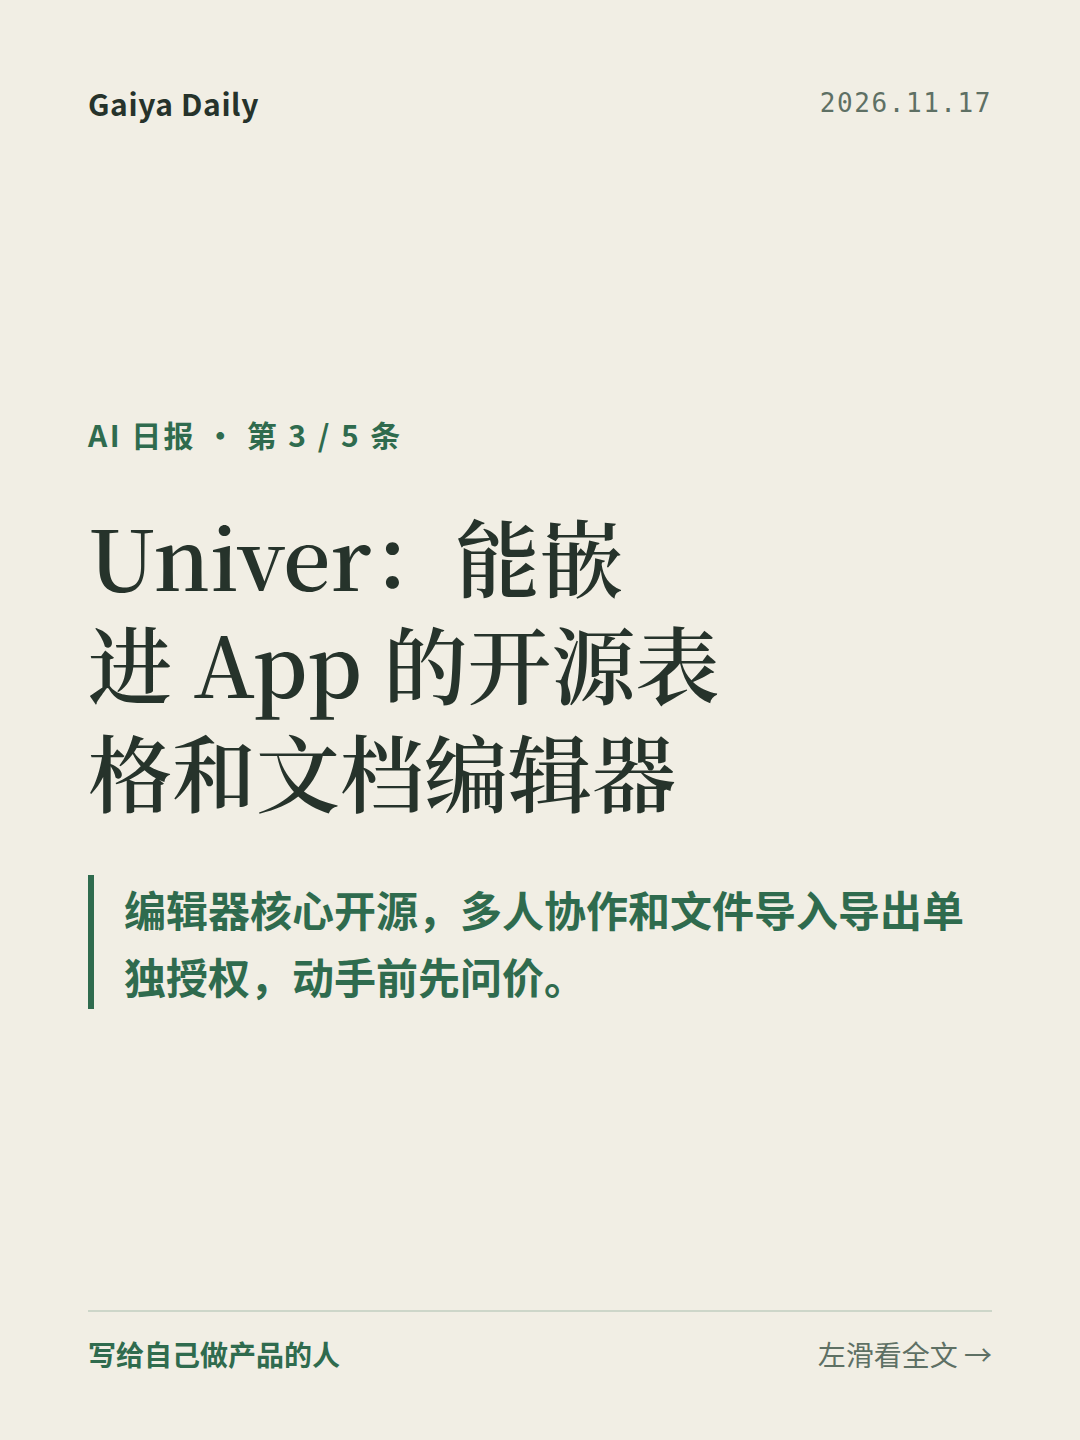 Gaiya Daily
2026.11.17
AI 日报 · 第 3 / 5 条
Univer：能嵌
进 App 的开源表
格和文档编辑器
编辑器核心开源，多人协作和文件导入导出单
独授权，动手前先问价。
写给自己做产品的人
左滑看全文 →